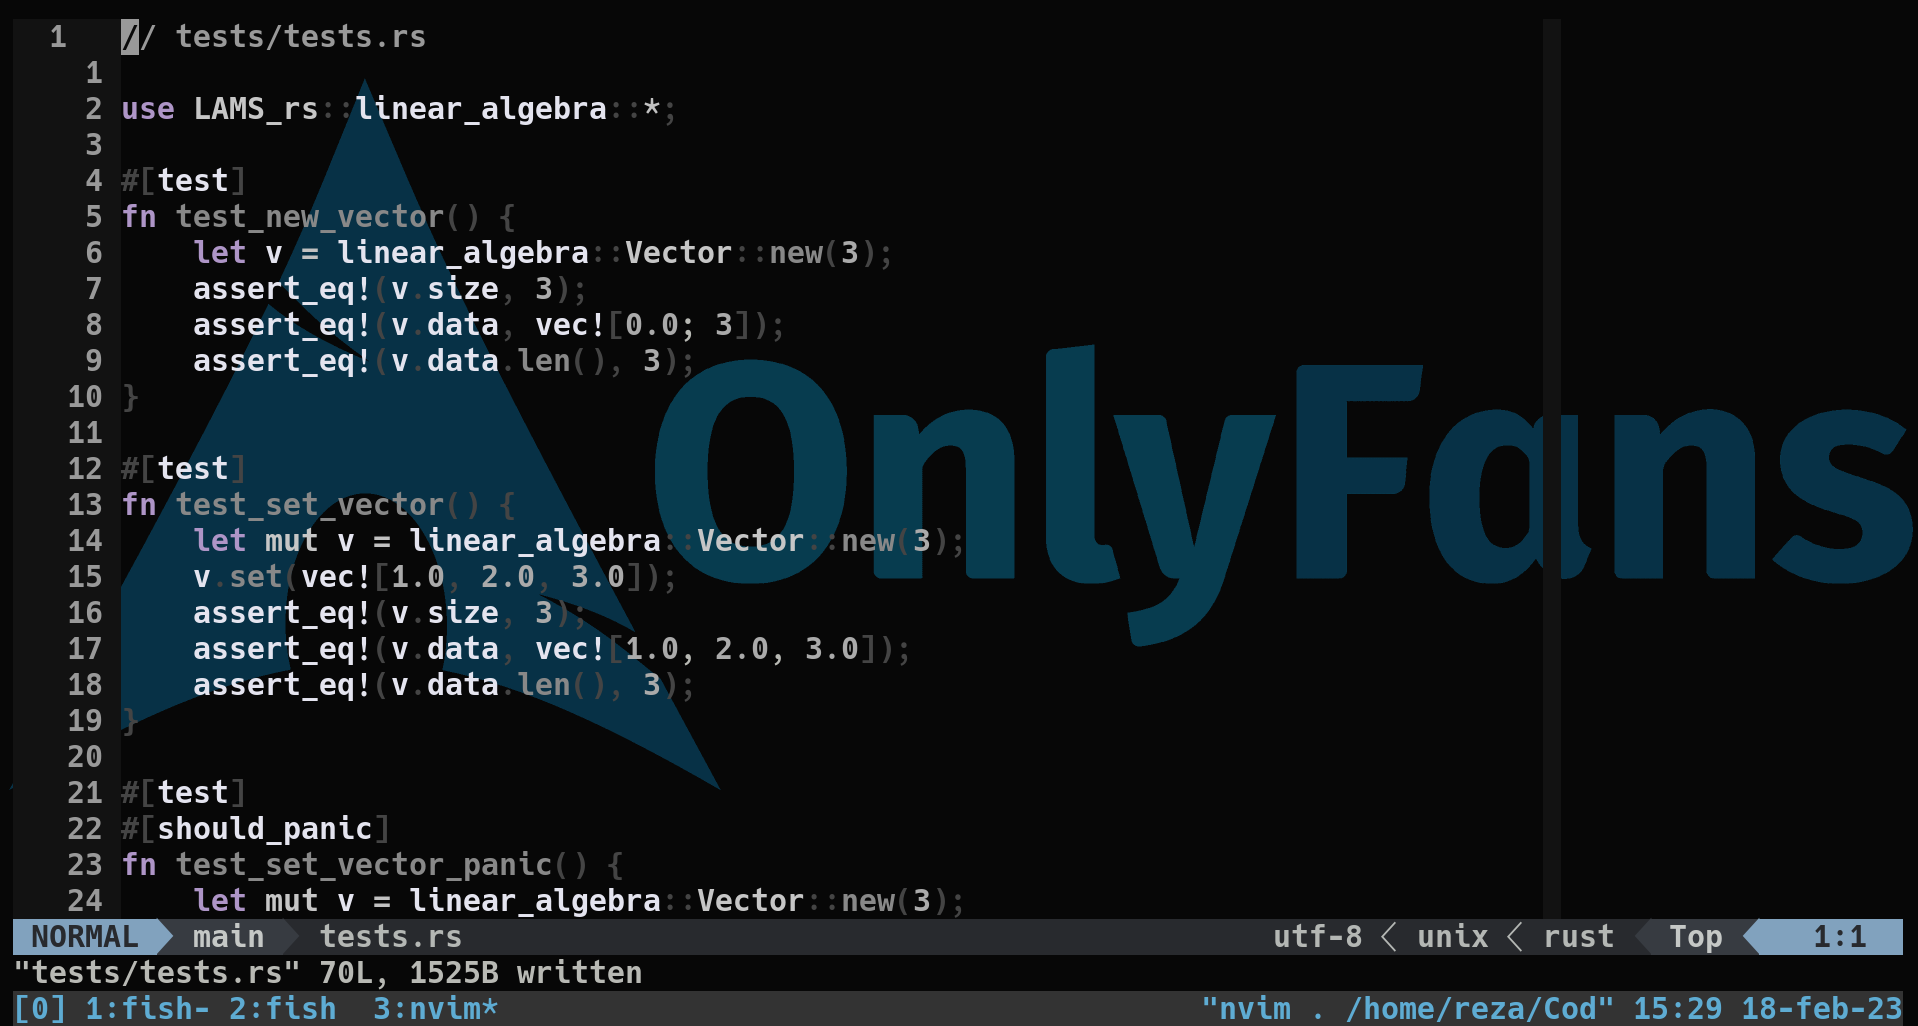 1 // tests/tests.rs
1
2 use LAMS_rs::linear_algebra::*;
3
4 #[test]
5 fn test_new_vector() {
6     let v = linear_algebra::Vector::new(3);
7     assert_eq!(v.size, 3);
8     assert_eq!(v.data, vec![0.0; 3]);
9     assert_eq!(v.data.len(), 3);
10 }
11
12 #[test]
13 fn test_set_vector() {
14     let mut v = linear_algebra::Vector::new(3);
15     v.set(vec![1.0, 2.0, 3.0]);
16     assert_eq!(v.size, 3);
17     assert_eq!(v.data, vec![1.0, 2.0, 3.0]);
18     assert_eq!(v.data.len(), 3);
19 }
20
21 #[test]
22 #[should_panic]
23 fn test_set_vector_panic() {
24     let mut v = linear_algebra::Vector::new(3);
OnlyFans
NORMAL main tests.rs utf-8 unix rust Top 1:1
"tests/tests.rs" 70L, 1525B written
[0] 1:fish- 2:fish  3:nvim* "nvim . /home/reza/Cod" 15:29 18-feb-23